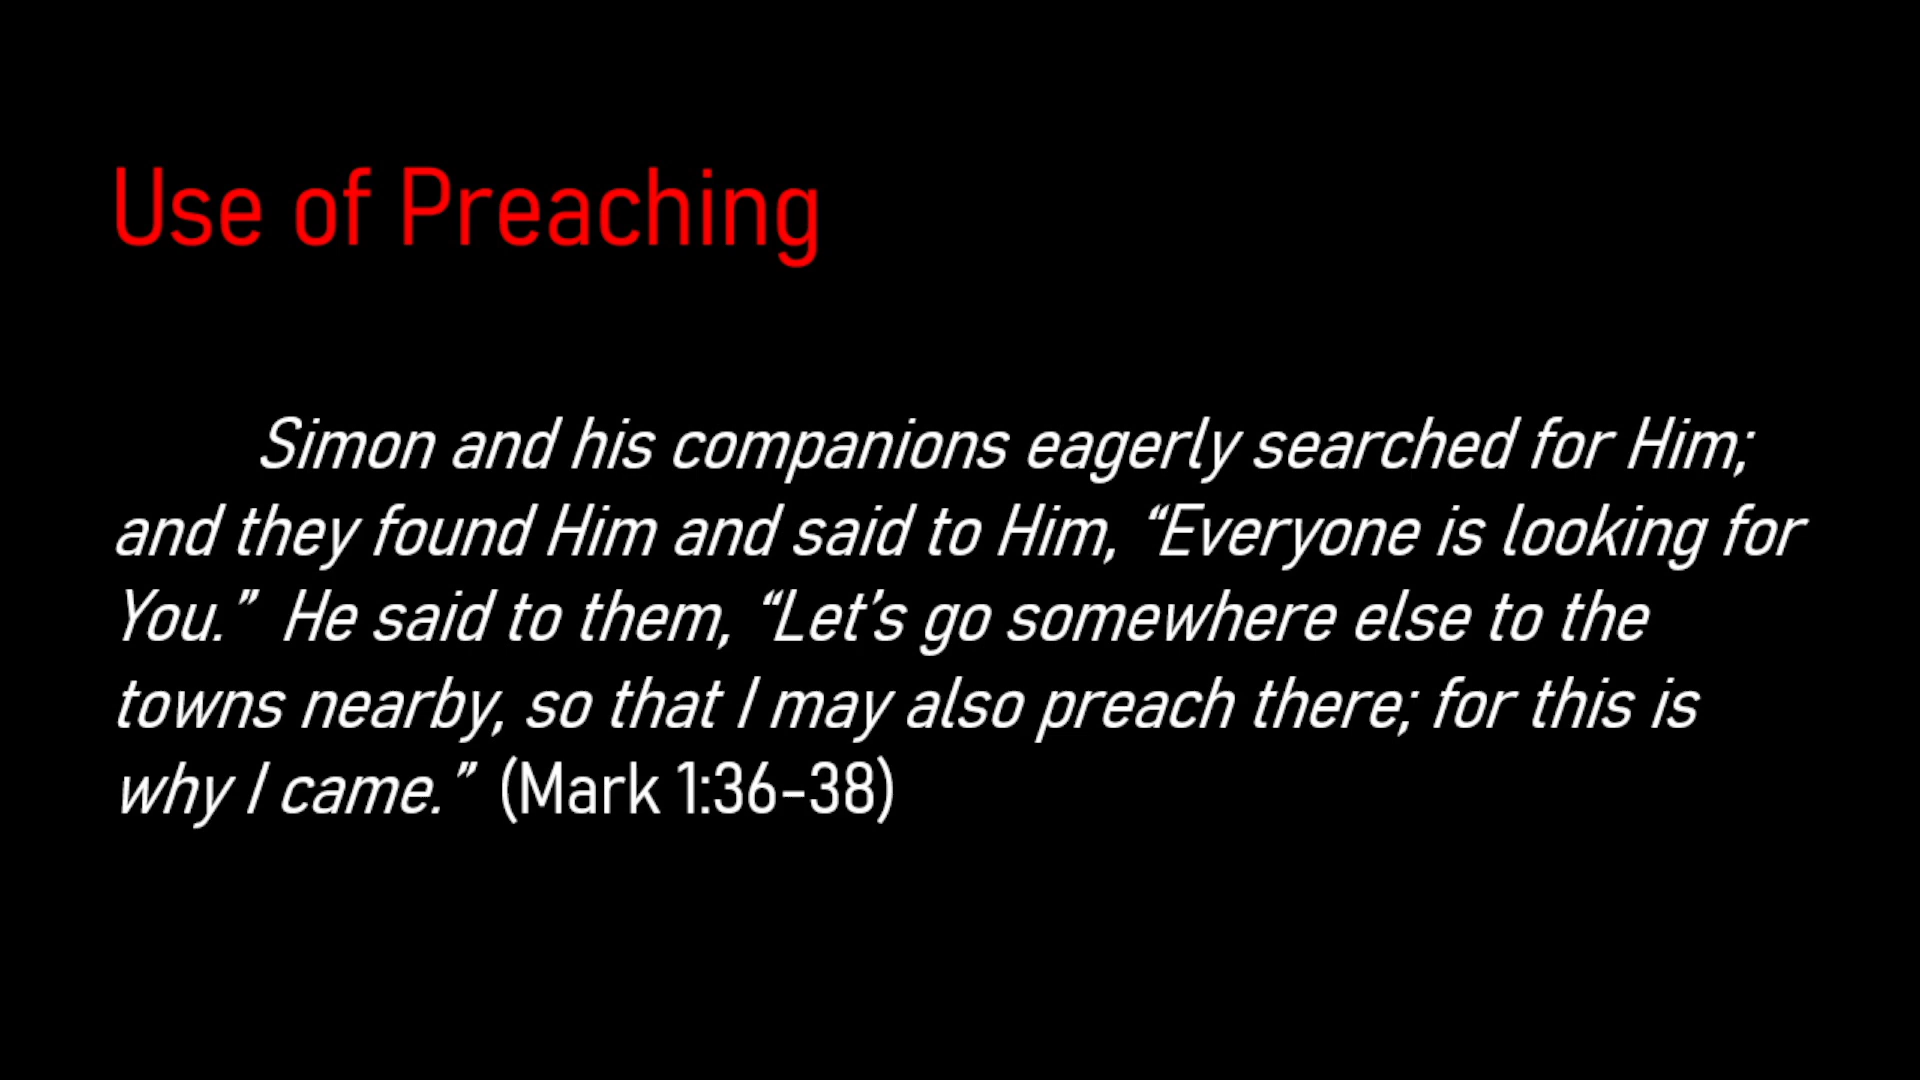 Use of Preaching
Simon and his companions eagerly searched for Him;
and they found Him and said to Him, “Everyone is looking for
You.”  He said to them, “Let’s go somewhere else to the
towns nearby, so that I may also preach there; for this is
why I came.”  (Mark 1:36-38)